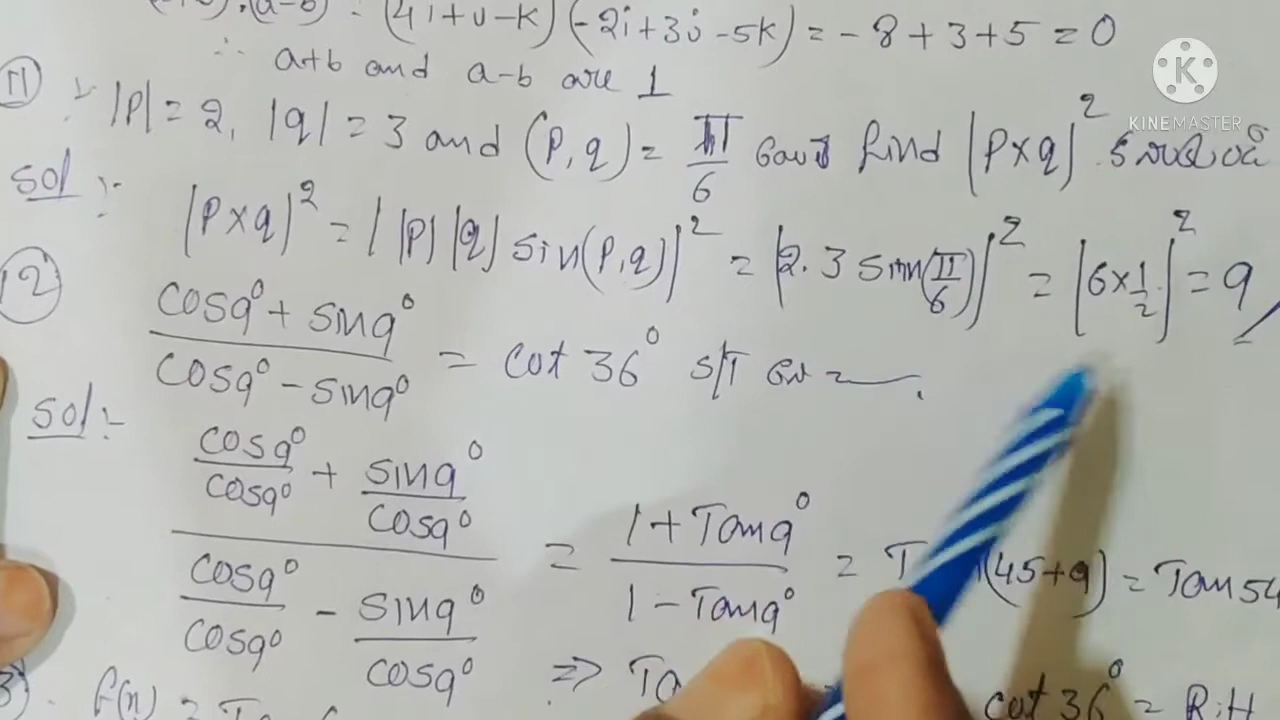 (a-b) = (4i+j-k)(-2i+3j-5k) = -8+3+5 = 0
∴ a+b and a-b are ⊥
KINEMASTER
11) |P| = 2, |q| = 3 and (P,q) = π/6 find |P×q|²
Sol :- |P×q|² = | |P| |q| sin(P,q)|² = |2.3 sin(π/6)|² = |6×1/2|² = 9
12) (cos9°+sin9°)/(cos9°-sin9°) = cot 36° S/T
Sol :-
(cos9°/cos9° + sin9°/cos9°)/(cos9°/cos9° - sin9°/cos9°) = (1+Tan9°)/(1-Tan9°) = (45+9) = Tan54
⇒ cot 36° = R.H